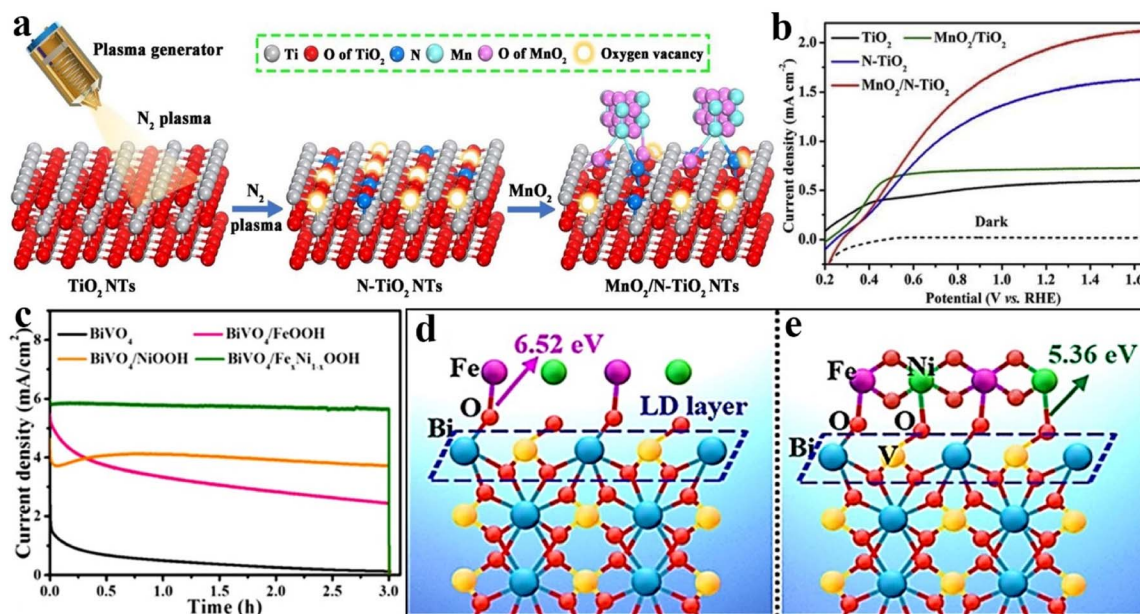 a
Plasma generator
N₂ plasma
Ti O of TiO₂ N Mn O of MnO₂ Oxygen vacancy
N₂
plasma
MnO₂
TiO₂ NTs
N-TiO₂ NTs
MnO₂/N-TiO₂ NTs
b
Current density (mA cm⁻²)
2.0
1.5
1.0
0.5
0.0
TiO₂ MnO₂/TiO₂
N-TiO₂
MnO₂/N-TiO₂
Dark
0.2 0.4 0.6 0.8 1.0 1.2 1.4 1.6
Potential (V vs. RHE)
c
Current density (mA/cm²)
8
6
4
2
0
BiVO₄ BiVO₄/FeOOH
BiVO₄/NiOOH BiVO₄/FeₓNi₁₋ₓOOH
0.0 0.5 1.0 1.5 2.0 2.5 3.0
Time (h)
d
6.52 eV
Fe
O
LD layer
Bi
e
5.36 eV
Fe Ni
O O
Bi V